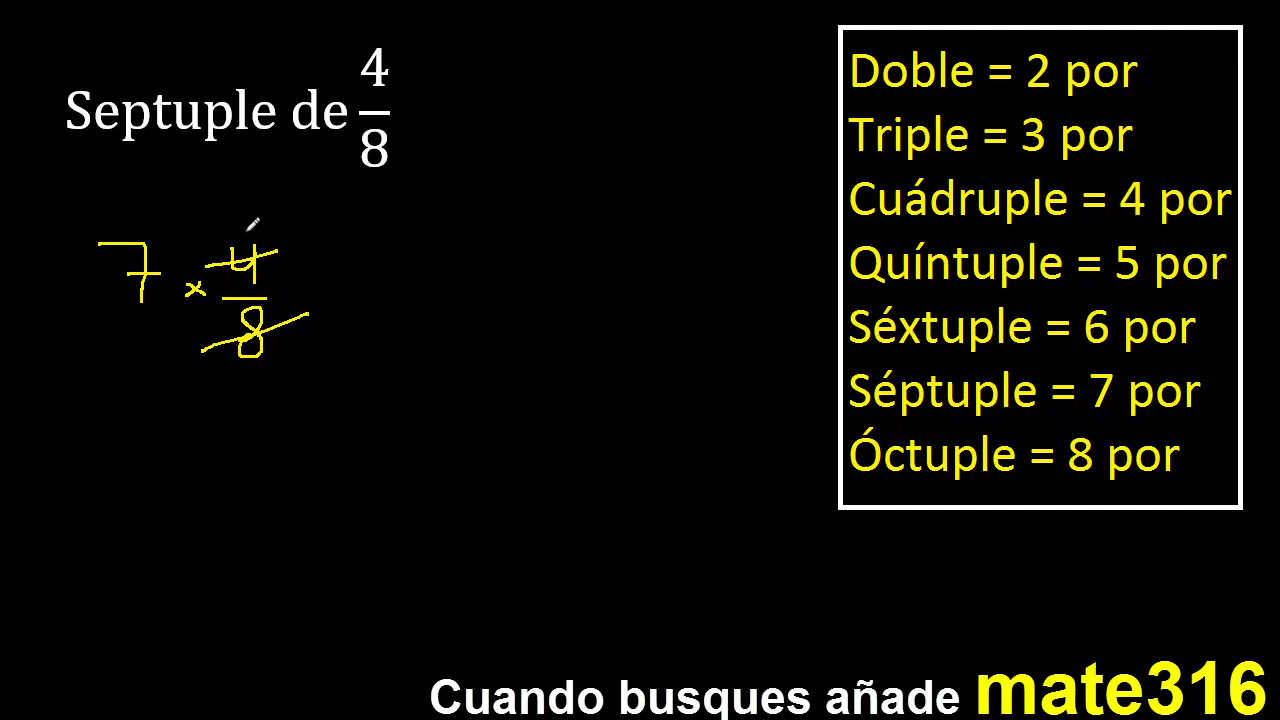 Septuple de 4/8
7 × 4/8
Doble = 2 por
Triple = 3 por
Cuádruple = 4 por
Quíntuple = 5 por
Séxtuple = 6 por
Séptuple = 7 por
Óctuple = 8 por
Cuando busques añade mate316